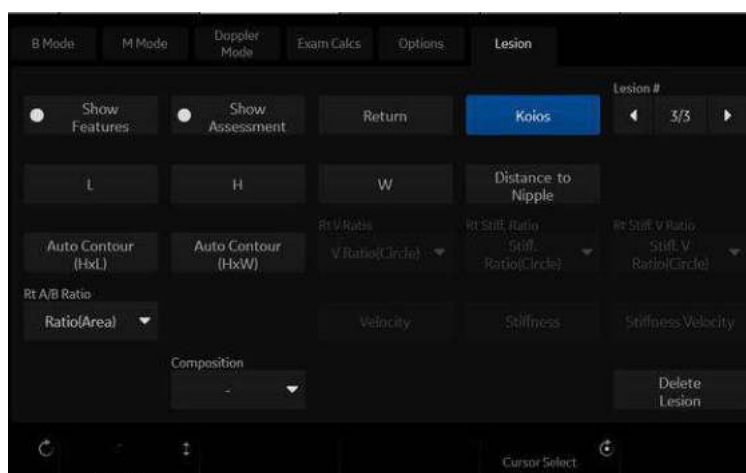 B Mode
M Mode
Doppler
Mode
Exam Calcs
Options
Lesion
Lesion #
Show
Features
Show
Assessment
Return
Koios
3/3
L
H
W
Distance to
Nipple
Auto Contour
(HxL)
Auto Contour
(HxW)
Rt V Ratio
V Ratio(Circle)
Rt Stiff. Ratio
Stiff.
Ratio(Circle)
Rt Stiff. V Ratio
Stiff. V
Ratio(Circle)
Rt A/B Ratio
Ratio(Area)
Velocity
Stiffness
Stiffness Velocity
Composition
-
Delete
Lesion
Cursor Select